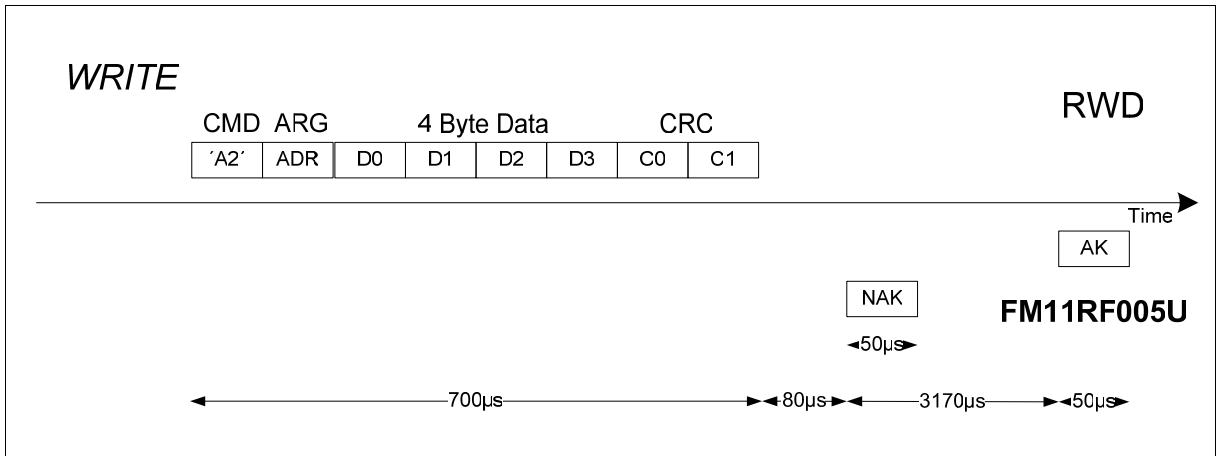 WRITE
RWD
CMD ARG 4 Byte Data CRC
´A2´ ADR D0 D1 D2 D3 C0 C1
Time
AK
NAK
FM11RF005U
50µs
700µs 80µs 3170µs 50µs